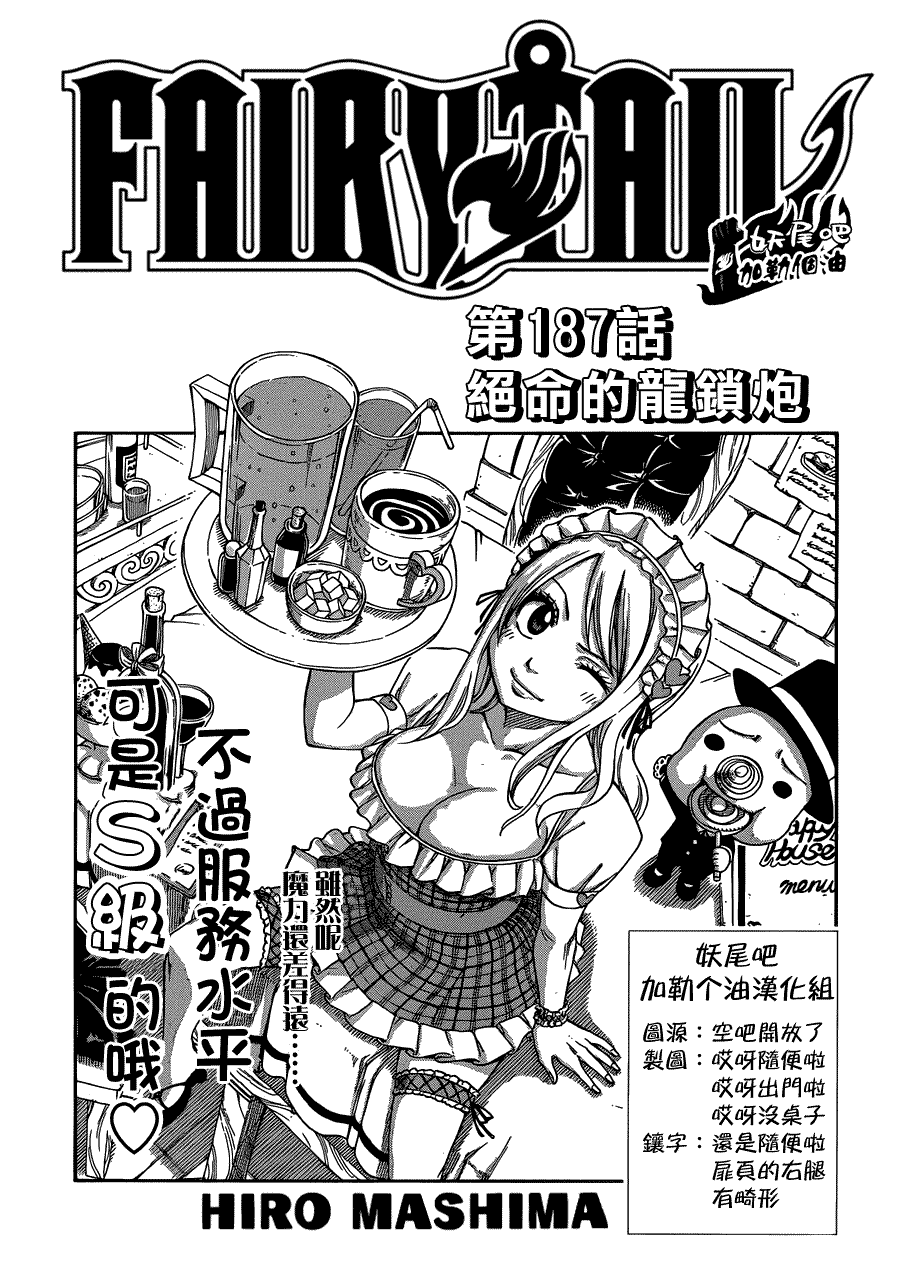 FAIRY TAIL
妖尾吧
加勒個油
第187話
絕命的龍鎖炮
雖然呢
魔力還差得遠……
不過服務水平
可是S級的哦♡
Happy
House
menu
妖尾吧
加勒个油漢化組
圖源：空吧開放了
製圖：哎呀隨便啦
哎呀出門啦
哎呀沒桌子
鑲字：還是隨便啦
扉頁的右腿
有畸形
HIRO MASHIMA